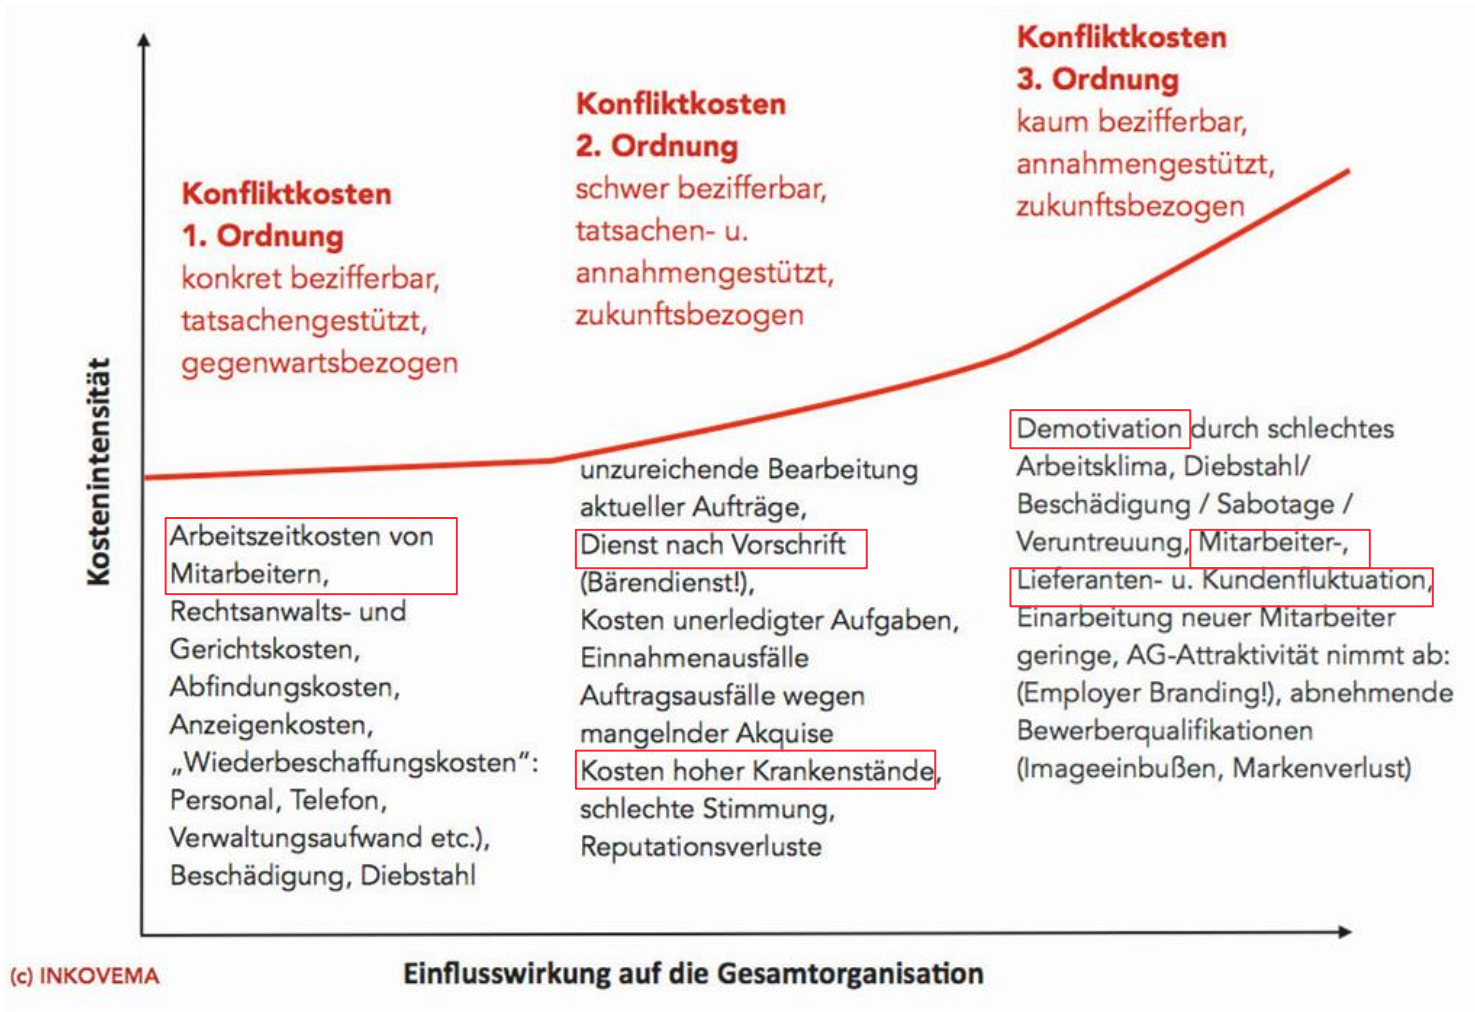 Konfliktkosten
1. Ordnung
konkret bezifferbar,
tatsachengestützt,
gegenwartsbezogen
Konfliktkosten
2. Ordnung
schwer bezifferbar,
tatsachen- u.
annahmengestützt,
zukunftsbezogen
Konfliktkosten
3. Ordnung
kaum bezifferbar,
annahmengestützt,
zukunftsbezogen
Kostenintensität
Arbeitszeitkosten von
Mitarbeitern,
Rechtsanwalts- und
Gerichtskosten,
Abfindungskosten,
Anzeigenkosten,
„Wiederbeschaffungskosten“:
Personal, Telefon,
Verwaltungsaufwand etc.),
Beschädigung, Diebstahl
unzureichende Bearbeitung
aktueller Aufträge,
Dienst nach Vorschrift
(Bärendienst!),
Kosten unerledigter Aufgaben,
Einnahmenausfälle
Auftragsausfälle wegen
mangelnder Akquise
Kosten hoher Krankenstände,
schlechte Stimmung,
Reputationsverluste
Demotivation durch schlechtes
Arbeitsklima, Diebstahl/
Beschädigung / Sabotage /
Veruntreuung, Mitarbeiter-,
Lieferanten- u. Kundenfluktuation,
Einarbeitung neuer Mitarbeiter
geringe, AG-Attraktivität nimmt ab:
(Employer Branding!), abnehmende
Bewerberqualifikationen
(Imageeinbußen, Markenverlust)
(c) INKOVEMA
Einflusswirkung auf die Gesamtorganisation